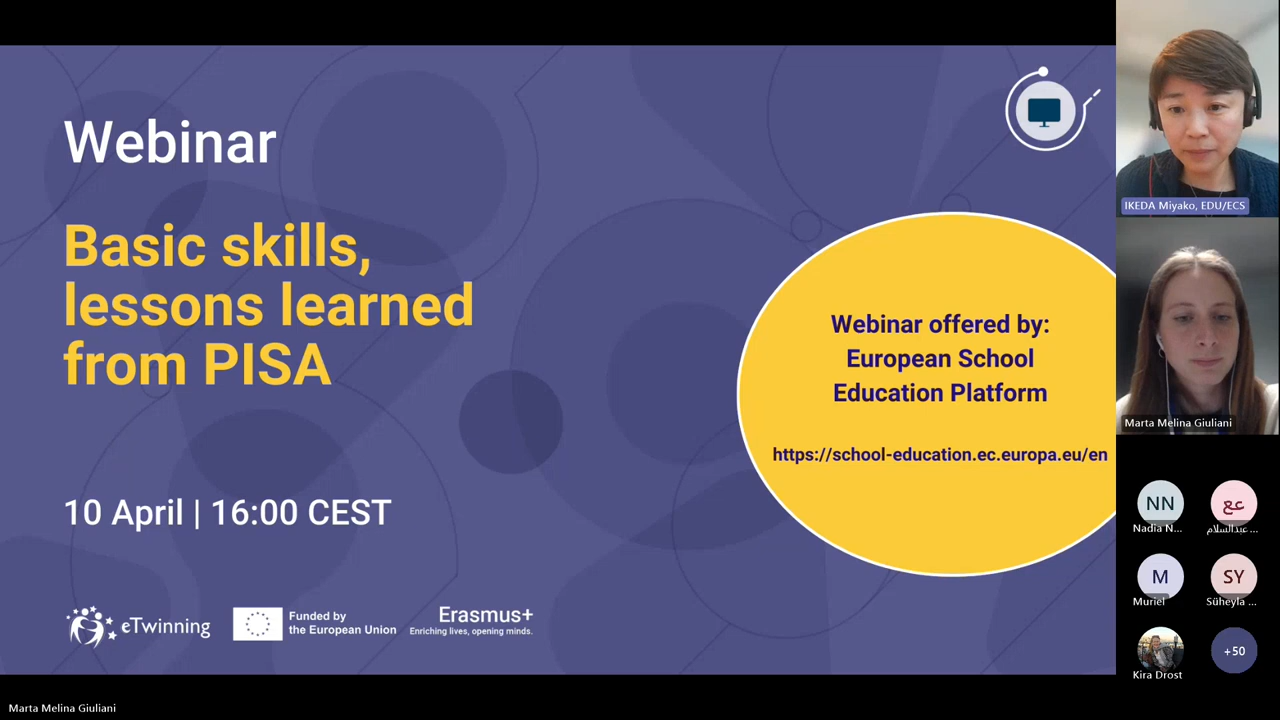 Webinar
Basic skills,
lessons learned
from PISA
10 April | 16:00 CEST
Webinar offered by:
European School
Education Platform
https://school-education.ec.europa.eu/en
eTwinning
Funded by
the European Union
Erasmus+
Enriching lives, opening minds.
IKEDA Miyako, EDU/ECS
Marta Melina Giuliani
NN
Nadia N...
عع
عبدالسلام ...
M
Muriel
SY
Süheyla ...
Kira Drost
+50
Marta Melina Giuliani